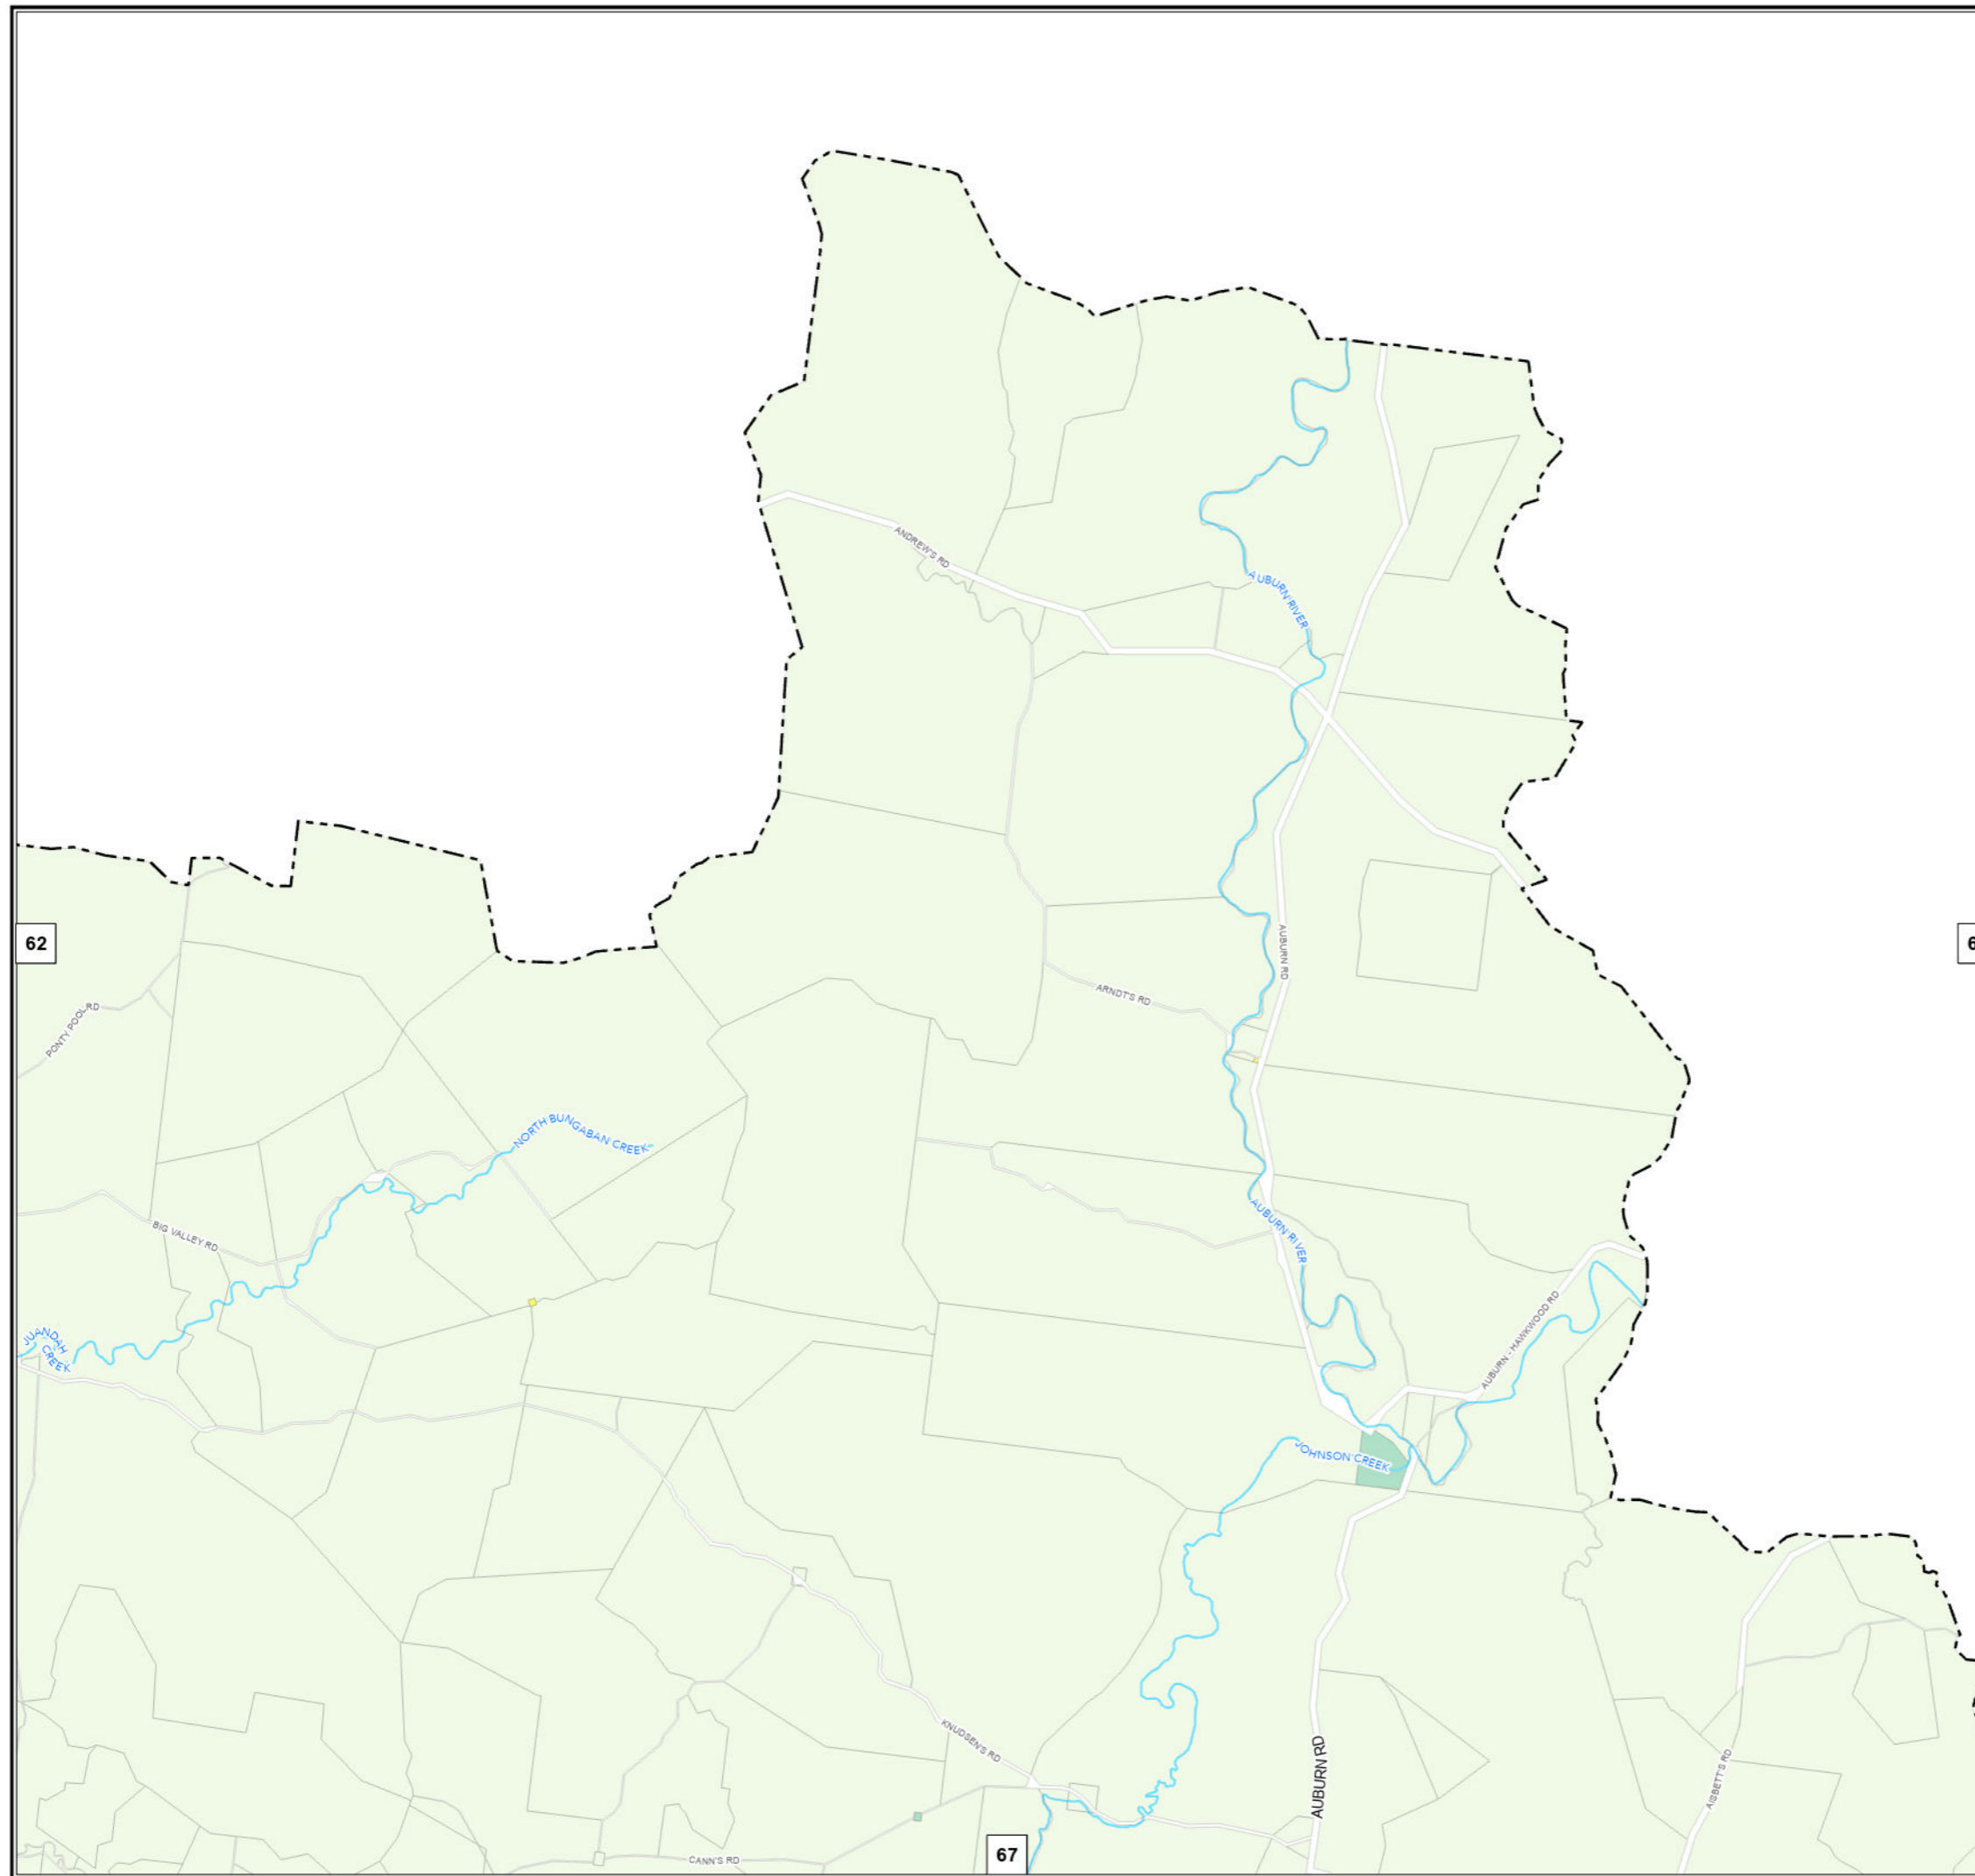 ANDREW'S RD
AUBURN RIVER
62
6
AUBURN RD
ARNDT'S RD
PONTY POOL RD
NORTH BUNGABAN CREEK
BIG VALLEY RD
AUBURN RIVER
AUBURN - HAWKWOOD RD
JUANDAH
CREEK
JOHNSON CREEK
KNUDSEN'S RD
AUBURN RD
AISBETT'S RD
67
CANN'S RD